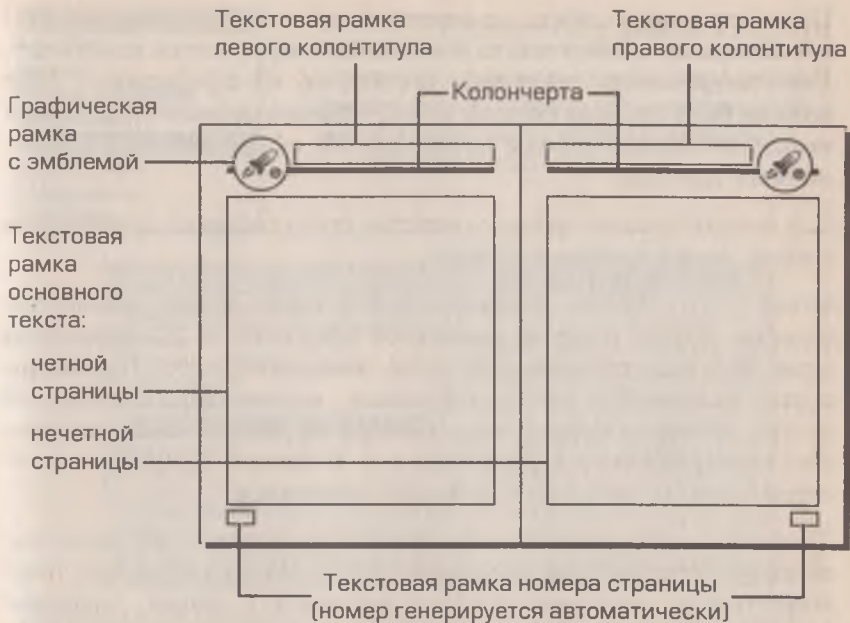 Текстовая рамка
левого колонтитула
Текстовая рамка
правого колонтитула
Колончерта
Графическая
рамка
с эмблемой
Текстовая
рамка
основного
текста:
четной
страницы
нечетной
страницы
Текстовая рамка номера страницы
(номер генерируется автоматически)